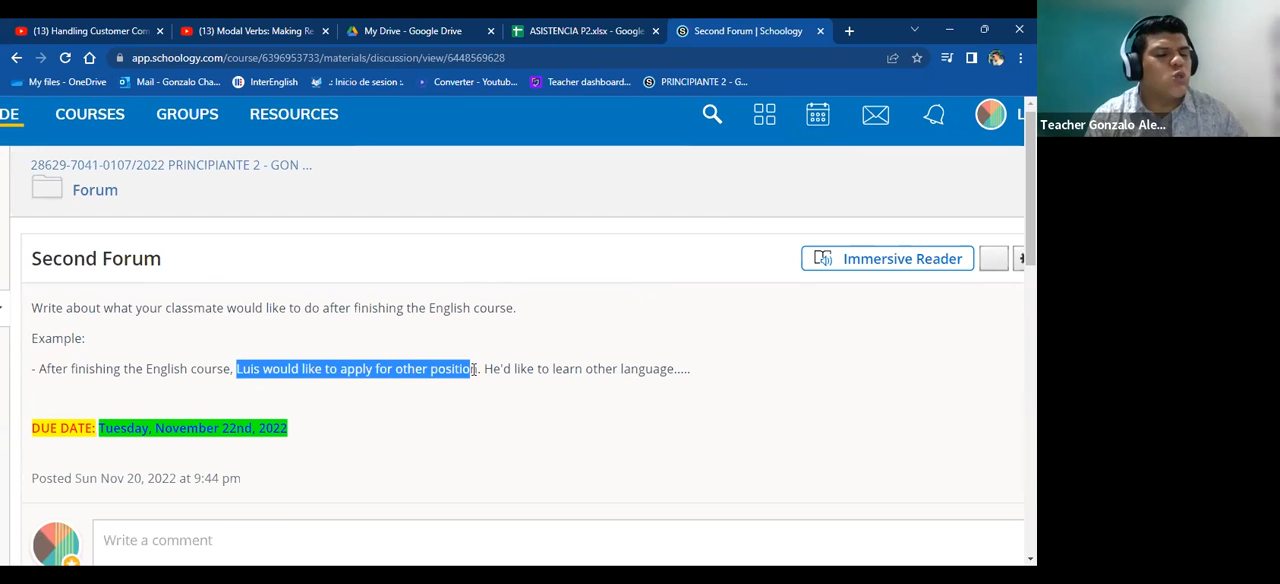 (13) Handling Customer Com
(13) Modal Verbs: Making Re
My Drive - Google Drive
ASISTENCIA P2.xlsx - Google
Second Forum | Schoology
app.schoology.com/course/6396953733/materials/discussion/view/6448569628
My files - OneDrive
Mail - Gonzalo Cha...
InterEnglish
.: Inicio de sesion :.
Converter - Youtub...
Teacher dashboard...
PRINCIPIANTE 2 - G...
DE
COURSES
GROUPS
RESOURCES
L
28629-7041-0107/2022 PRINCIPIANTE 2 - GON ...
Forum
Second Forum
Immersive Reader
Write about what your classmate would like to do after finishing the English course.
Example:
- After finishing the English course, Luis would like to apply for other position. He'd like to learn other language.....
DUE DATE: Tuesday, November 22nd, 2022
Posted Sun Nov 20, 2022 at 9:44 pm
Write a comment
Teacher Gonzalo Ale...